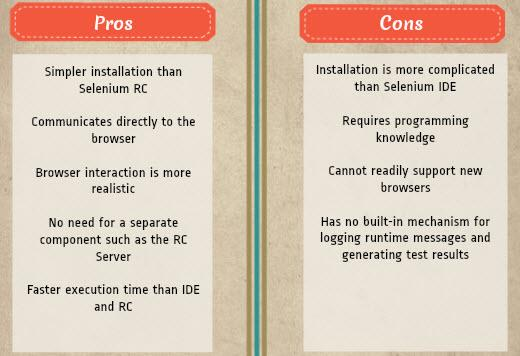 Pros
Simpler installation than
Selenium RC
Communicates directly to the
browser
Browser interaction is more
realistic
No need for a separate
component such as the RC
Server
Faster execution time than IDE
and RC
Cons
Installation is more complicated
than Selenium IDE
Requires programming
knowledge
Cannot readily support new
browsers
Has no built-in mechanism for
logging runtime messages and
generating test results